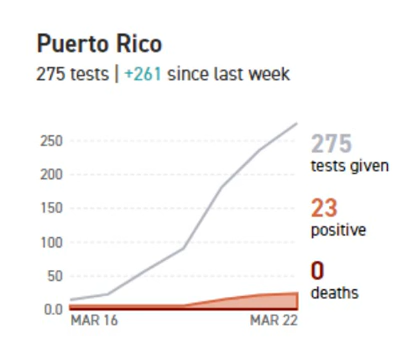 Puerto Rico
275 tests | +261 since last week
250
200
150
100
50
0.0
MAR 16
MAR 22
275
tests given
23
positive
0
deaths